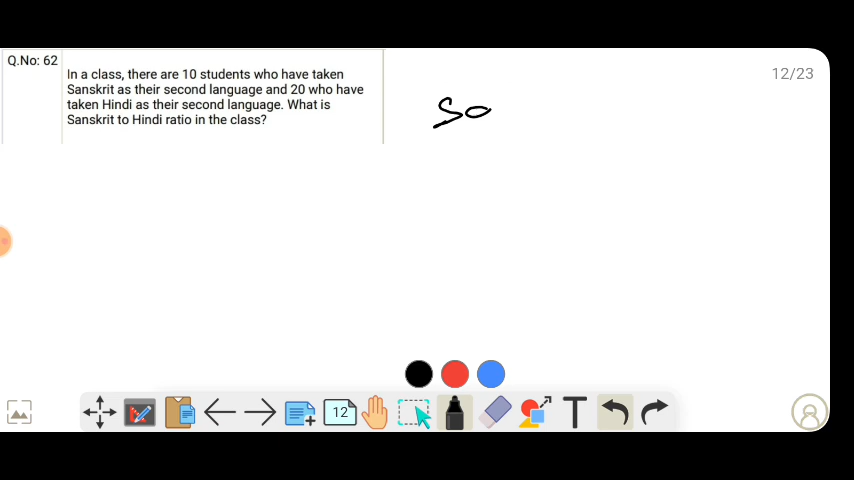 Q.No: 62
In a class, there are 10 students who have taken
Sanskrit as their second language and 20 who have
taken Hindi as their second language. What is
Sanskrit to Hindi ratio in the class?
So
12/23
12
T